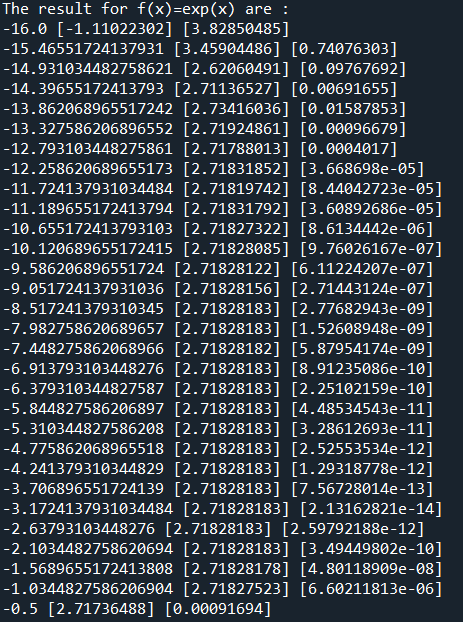 The result for f(x)=exp(x) are :
-16.0 [-1.11022302] [3.82850485]
-15.46551724137931 [3.45904486] [0.74076303]
-14.931034482758621 [2.62060491] [0.09767692]
-14.39655172413793 [2.71136527] [0.00691655]
-13.862068965517242 [2.73416036] [0.01587853]
-13.327586206896552 [2.71924861] [0.00096679]
-12.793103448275861 [2.71788013] [0.0004017]
-12.258620689655173 [2.71831852] [3.668698e-05]
-11.724137931034484 [2.71819742] [8.44042723e-05]
-11.189655172413794 [2.71831792] [3.60892686e-05]
-10.655172413793103 [2.71827322] [8.6134442e-06]
-10.120689655172415 [2.71828085] [9.76026167e-07]
-9.586206896551724 [2.71828122] [6.11224207e-07]
-9.051724137931036 [2.71828156] [2.71443124e-07]
-8.517241379310345 [2.71828183] [2.77682943e-09]
-7.982758620689657 [2.71828183] [1.52608948e-09]
-7.448275862068966 [2.71828182] [5.87954174e-09]
-6.913793103448276 [2.71828183] [8.91235086e-10]
-6.379310344827587 [2.71828183] [2.25102159e-10]
-5.844827586206897 [2.71828183] [4.48534543e-11]
-5.310344827586208 [2.71828183] [3.28612693e-11]
-4.775862068965518 [2.71828183] [2.52553534e-12]
-4.241379310344829 [2.71828183] [1.29318778e-12]
-3.706896551724139 [2.71828183] [7.56728014e-13]
-3.1724137931034484 [2.71828183] [2.13162821e-14]
-2.63793103448276 [2.71828183] [2.59792188e-12]
-2.1034482758620694 [2.71828183] [3.49449802e-10]
-1.5689655172413808 [2.71828178] [4.80118909e-08]
-1.0344827586206904 [2.71827523] [6.60211813e-06]
-0.5 [2.71736488] [0.00091694]